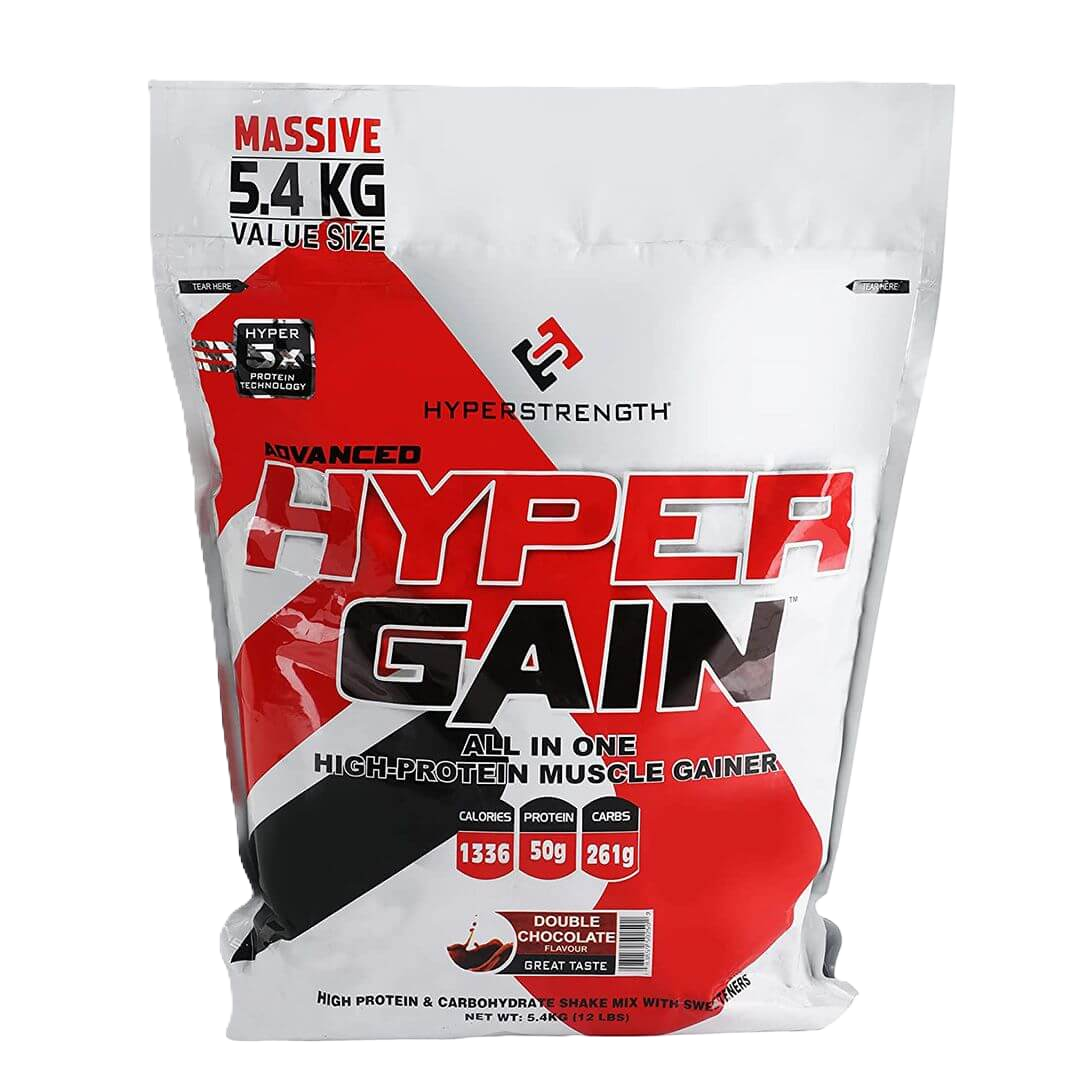 MASSIVE
5.4 KG
VALUE SIZE
TEAR HERE
TEAR HERE
HYPER
5X
PROTEIN
TECHNOLOGY
HYPERSTRENGTH®
ADVANCED
HYPER
GAIN™
ALL IN ONE
HIGH-PROTEIN MUSCLE GAINER
CALORIES PROTEIN CARBS
1336 50g 261g
DOUBLE
CHOCOLATE
FLAVOUR
GREAT TASTE
HIGH PROTEIN & CARBOHYDRATE SHAKE MIX WITH SWEETENERS
NET WT: 5.4KG (12 LBS)